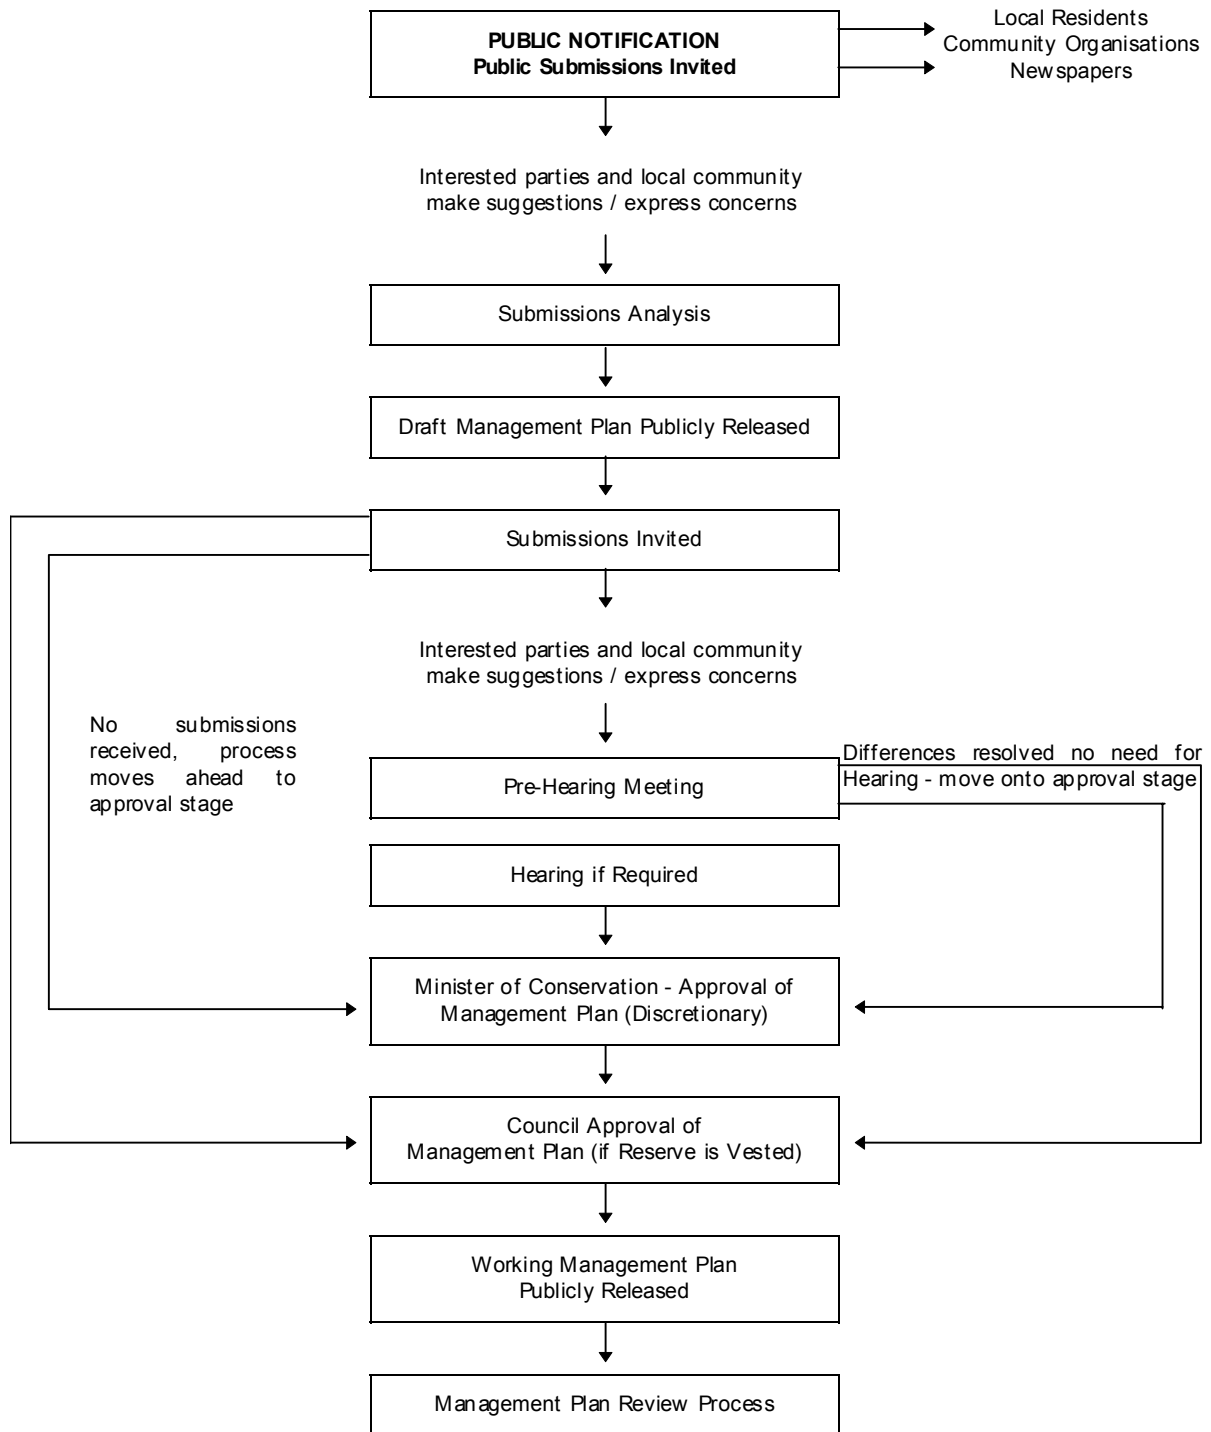 PUBLIC NOTIFICATION
Public Submissions Invited
Local Residents
Community Organisations
Newspapers
Interested parties and local community
make suggestions / express concerns
Submissions Analysis
Draft Management Plan Publicly Released
Submissions Invited
Interested parties and local community
make suggestions / express concerns
No submissions
received, process
moves ahead to
approval stage
Differences resolved no need for
Hearing - move onto approval stage
Pre-Hearing Meeting
Hearing if Required
Minister of Conservation - Approval of
Management Plan (Discretionary)
Council Approval of
Management Plan (if Reserve is Vested)
Working Management Plan
Publicly Released
Management Plan Review Process